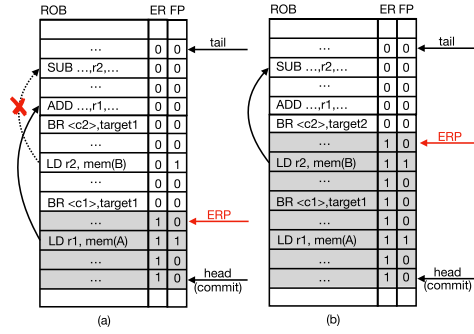 ROB ER FP
… 0 0 tail
SUB …,r2,… 0 0
… 0 0
ADD …,r1,… 0 0
BR <c2>,target1 0 0
… 0 0
LD r2, mem(B) 0 1
… 0 0
BR <c1>,target1 0 0
… 1 0 ERP
LD r1, mem(A) 1 1
… 1 0
… 1 0 head
(commit)
(a)
ROB ER FP
… 0 0 tail
SUB …,r2,… 0 0
… 0 0
ADD …,r1,… 0 0
BR <c2>,target2 0 0
… 1 0 ERP
LD r2, mem(B) 1 1
… 1 0
BR <c1>,target1 1 0
… 1 0
LD r1, mem(A) 1 1
… 1 0
… 1 0 head
(commit)
(b)